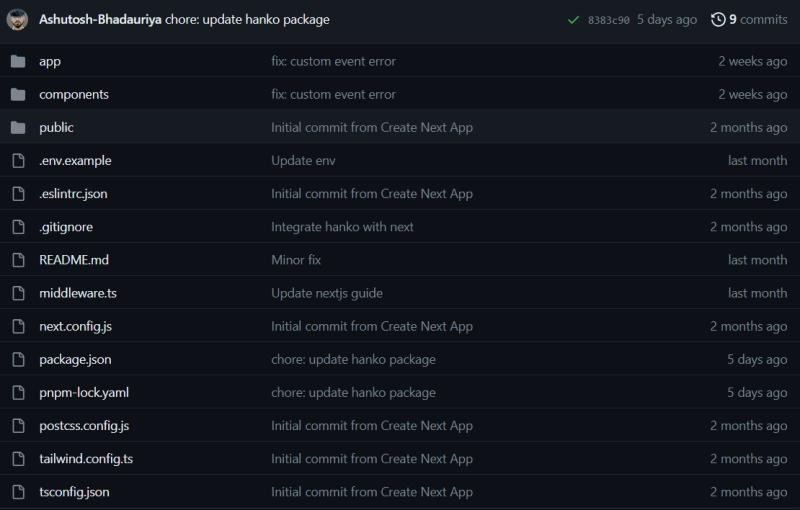 Ashutosh-Bhadauriya chore: update hanko package 8383c90 5 days ago 9 commits
app fix: custom event error 2 weeks ago
components fix: custom event error 2 weeks ago
public Initial commit from Create Next App 2 months ago
.env.example Update env last month
.eslintrc.json Initial commit from Create Next App 2 months ago
.gitignore Integrate hanko with next 2 months ago
README.md Minor fix last month
middleware.ts Update nextjs guide last month
next.config.js Initial commit from Create Next App 2 months ago
package.json chore: update hanko package 5 days ago
pnpm-lock.yaml chore: update hanko package 5 days ago
postcss.config.js Initial commit from Create Next App 2 months ago
tailwind.config.ts Initial commit from Create Next App 2 months ago
tsconfig.json Initial commit from Create Next App 2 months ago